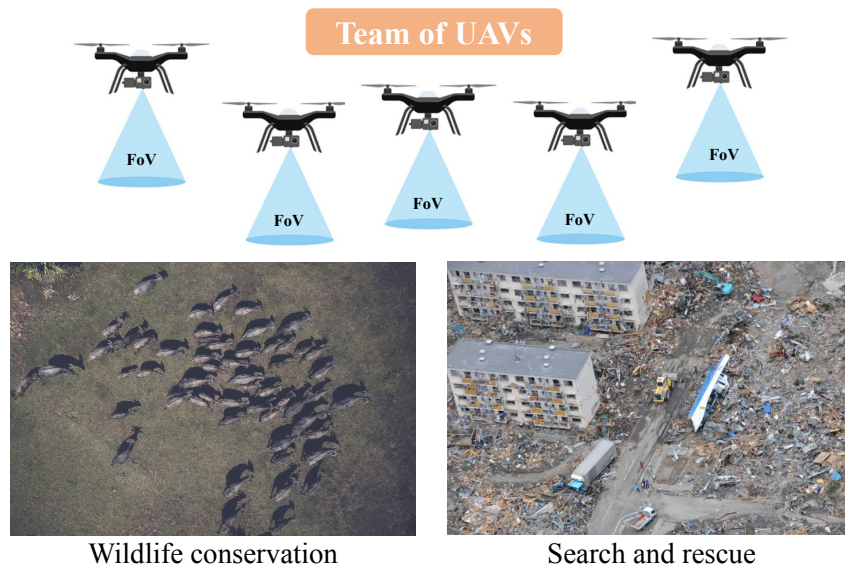 Team of UAVs
FoV
FoV
FoV
FoV
FoV
Wildlife conservation
Search and rescue